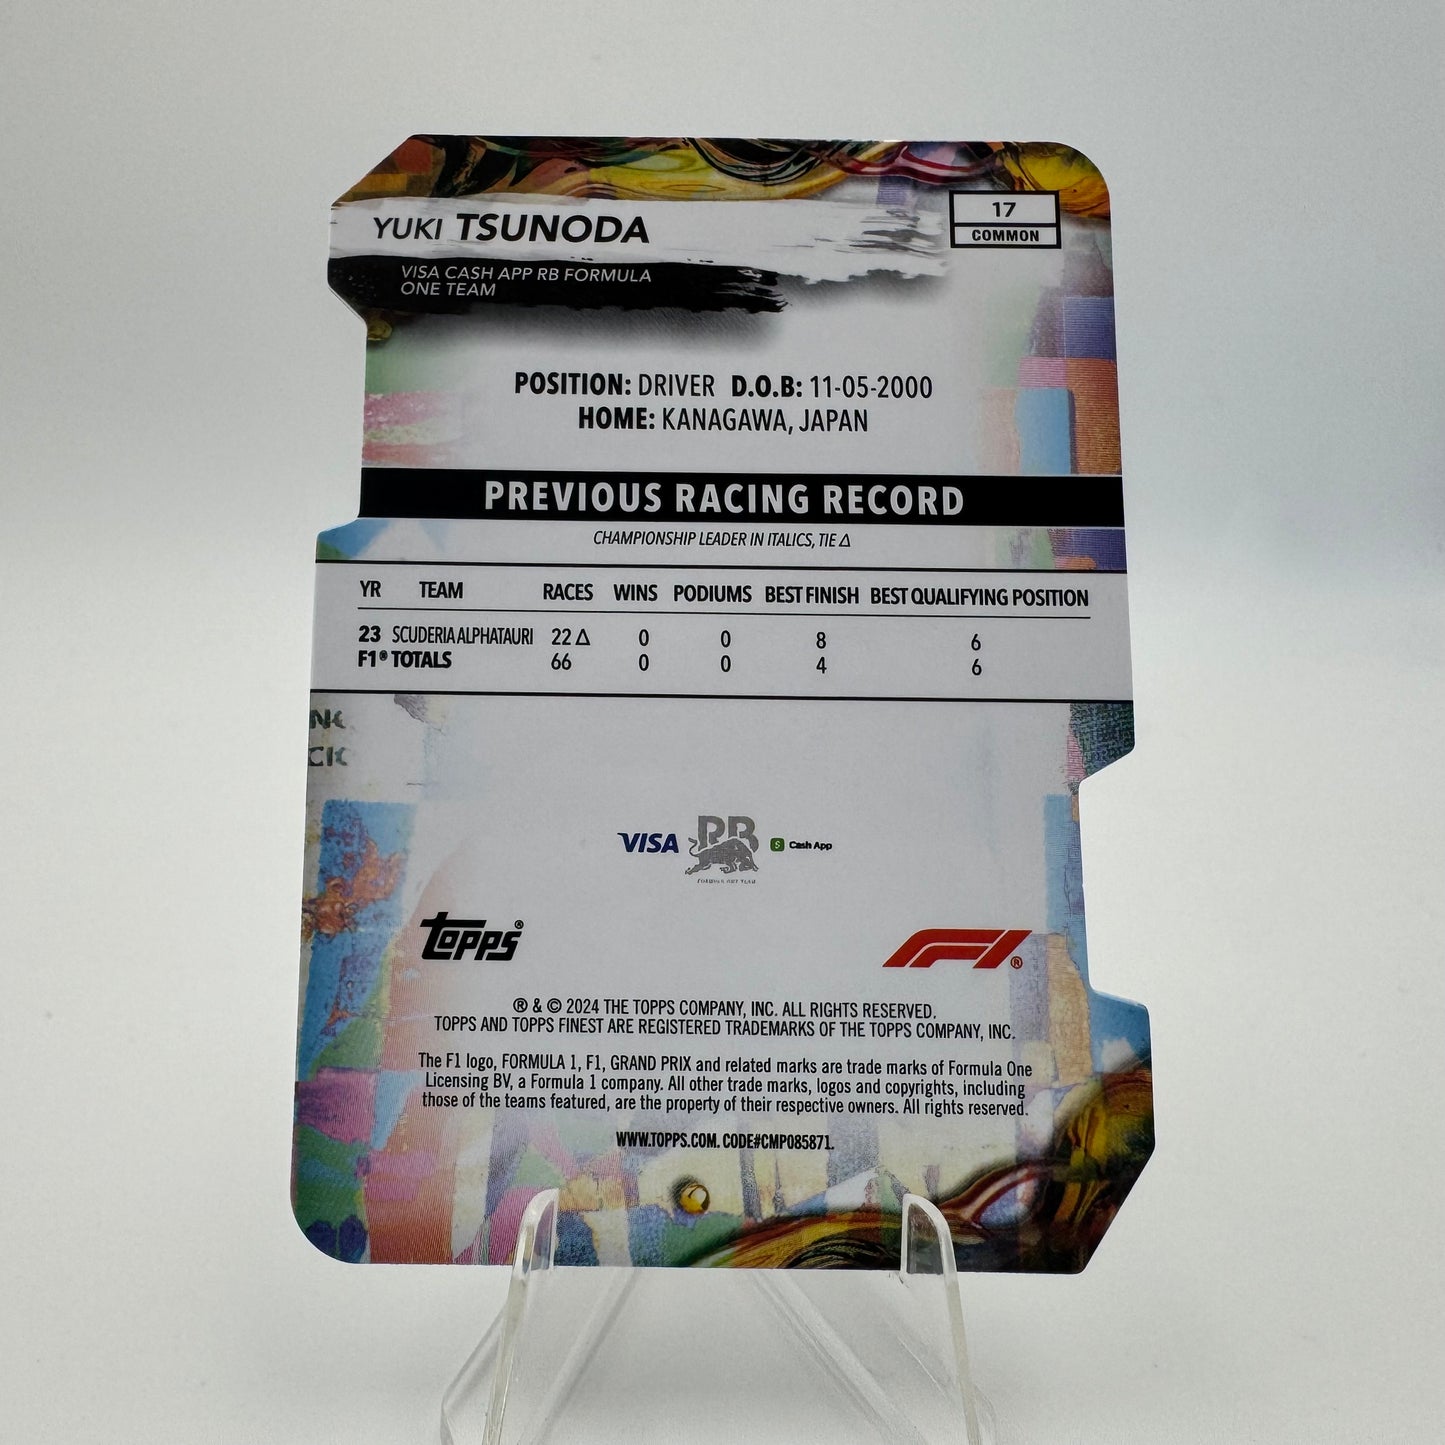 17
YUKI TSUNODA
COMMON
VISA CASH APP RB FORMULA
ONE TEAM
POSITION: DRIVER D.O.B: 11-05-2000
HOME: KANAGAWA, JAPAN
PREVIOUS RACING RECORD
CHAMPIONSHIP LEADER IN ITALICS, TIE Δ
YR TEAM RACES WINS PODIUMS BEST FINISH BEST QUALIFYING POSITION
23 SCUDERIA ALPHATAURI 22 Δ 0 0 8 6
F1® TOTALS 66 0 0 4 6
VISA RB Cash App
topps® F1®
® & © 2024 THE TOPPS COMPANY, INC. ALL RIGHTS RESERVED.
TOPPS AND TOPPS FINEST ARE REGISTERED TRADEMARKS OF THE TOPPS COMPANY, INC.
The F1 logo, FORMULA 1, F1, GRAND PRIX and related marks are trade marks of Formula One
Licensing BV, a Formula 1 company. All other trade marks, logos and copyrights, including
those of the teams featured, are the property of their respective owners. All rights reserved.
WWW.TOPPS.COM. CODE#CMP085871.